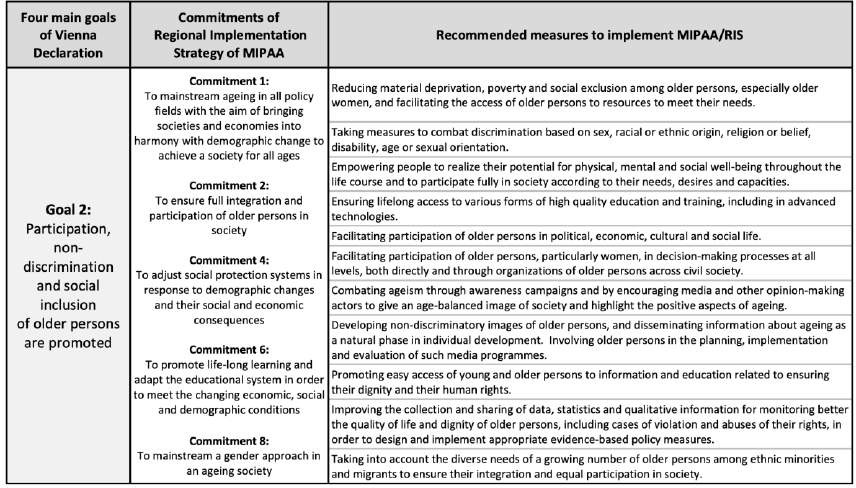 Four main goals
of Vienna
Declaration
Commitments of
Regional Implementation
Strategy of MIPAA
Recommended measures to implement MIPAA/RIS
Goal 2:
Participation,
non-
discrimination
and social
inclusion
of older persons
are promoted
Commitment 1:
To mainstream ageing in all policy
fields with the aim of bringing
societies and economies into
harmony with demographic change to
achieve a society for all ages
Commitment 2:
To ensure full integration and
participation of older persons in
society
Commitment 4:
To adjust social protection systems in
response to demographic changes
and their social and economic
consequences
Commitment 6:
To promote life-long learning and
adapt the educational system in order
to meet the changing economic, social
and demographic conditions
Commitment 8:
To mainstream a gender approach in
an ageing society
Reducing material deprivation, poverty and social exclusion among older persons, especially older
women, and facilitating the access of older persons to resources to meet their needs.
Taking measures to combat discrimination based on sex, racial or ethnic origin, religion or belief,
disability, age or sexual orientation.
Empowering people to realize their potential for physical, mental and social well-being throughout the
life course and to participate fully in society according to their needs, desires and capacities.
Ensuring lifelong access to various forms of high quality education and training, including in advanced
technologies.
Facilitating participation of older persons in political, economic, cultural and social life.
Facilitating participation of older persons, particularly women, in decision-making processes at all
levels, both directly and through organizations of older persons across civil society.
Combating ageism through awareness campaigns and by encouraging media and other opinion-making
actors to give an age-balanced image of society and highlight the positive aspects of ageing.
Developing non-discriminatory images of older persons, and disseminating information about ageing as
a natural phase in individual development. Involving older persons in the planning, implementation
and evaluation of such media programmes.
Promoting easy access of young and older persons to information and education related to ensuring
their dignity and their human rights.
Improving the collection and sharing of data, statistics and qualitative information for monitoring better
the quality of life and dignity of older persons, including cases of violation and abuses of their rights, in
order to design and implement appropriate evidence-based policy measures.
Taking into account the diverse needs of a growing number of older persons among ethnic minorities
and migrants to ensure their integration and equal participation in society.